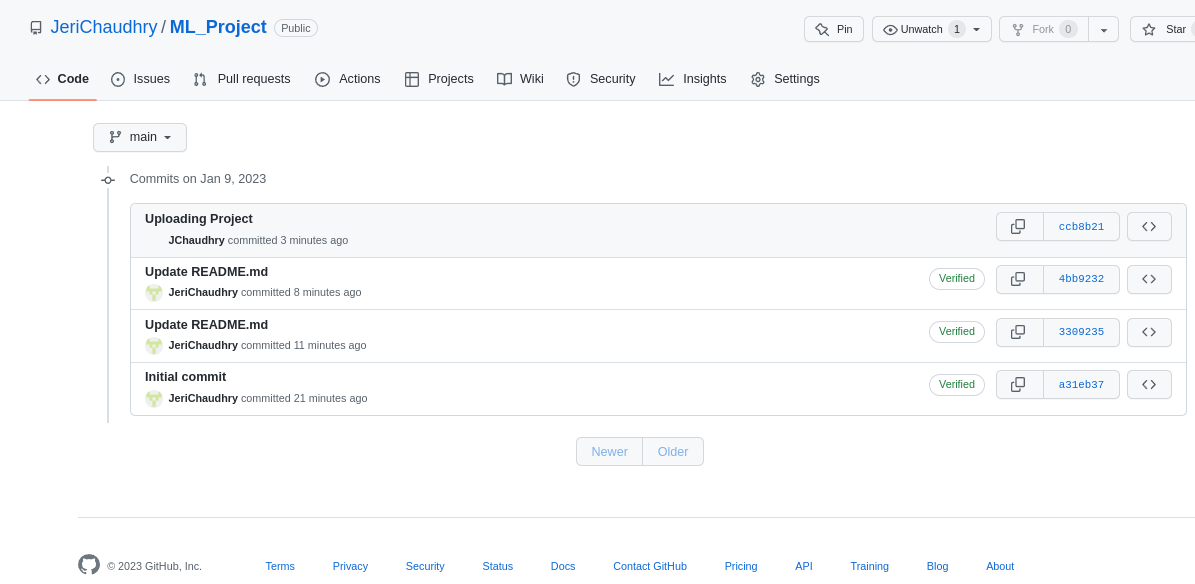 JeriChaudhry / ML_Project Public
Pin Unwatch 1 Fork 0 Star
Code Issues Pull requests Actions Projects Wiki Security Insights Settings
main
Commits on Jan 9, 2023
Uploading Project
JChaudhry committed 3 minutes ago
ccb8b21
Update README.md
JeriChaudhry committed 8 minutes ago
Verified 4bb9232
Update README.md
JeriChaudhry committed 11 minutes ago
Verified 3309235
Initial commit
JeriChaudhry committed 21 minutes ago
Verified a31eb37
Newer Older
© 2023 GitHub, Inc. Terms Privacy Security Status Docs Contact GitHub Pricing API Training Blog About